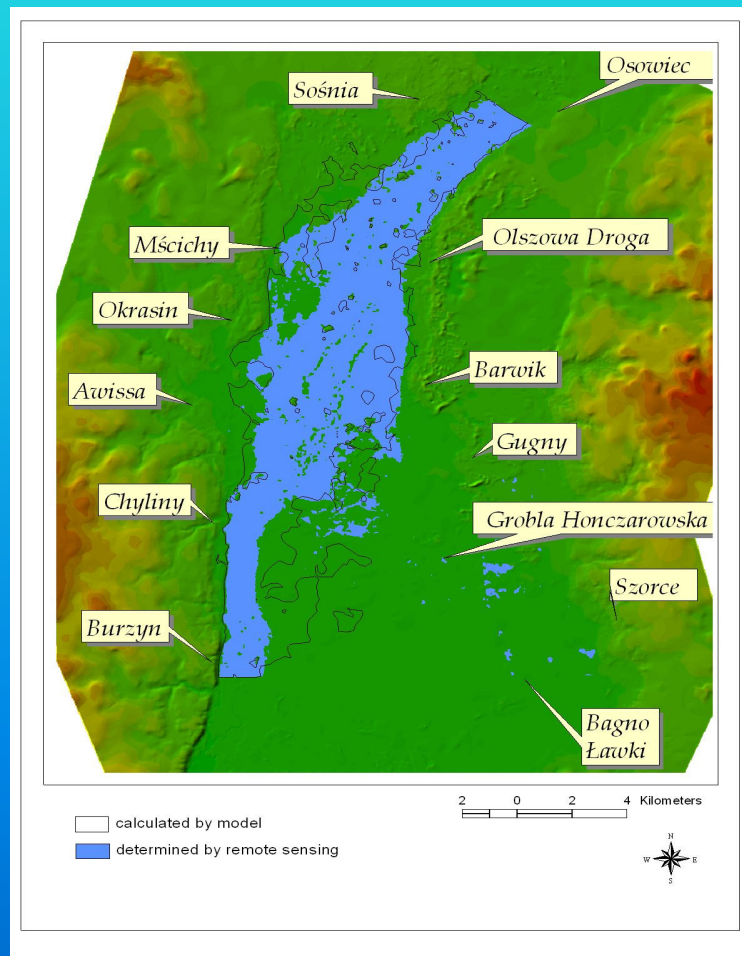 Osowiec
Sośnia
Mścichy
Olszowa Droga
Okrasin
Barwik
Awissa
Gugny
Chyliny
Grobla Honczarowska
Szorce
Burzyn
Bagno
Ławki
2 0 2 4 Kilometers
calculated by model
determined by remote sensing
N
W E
S